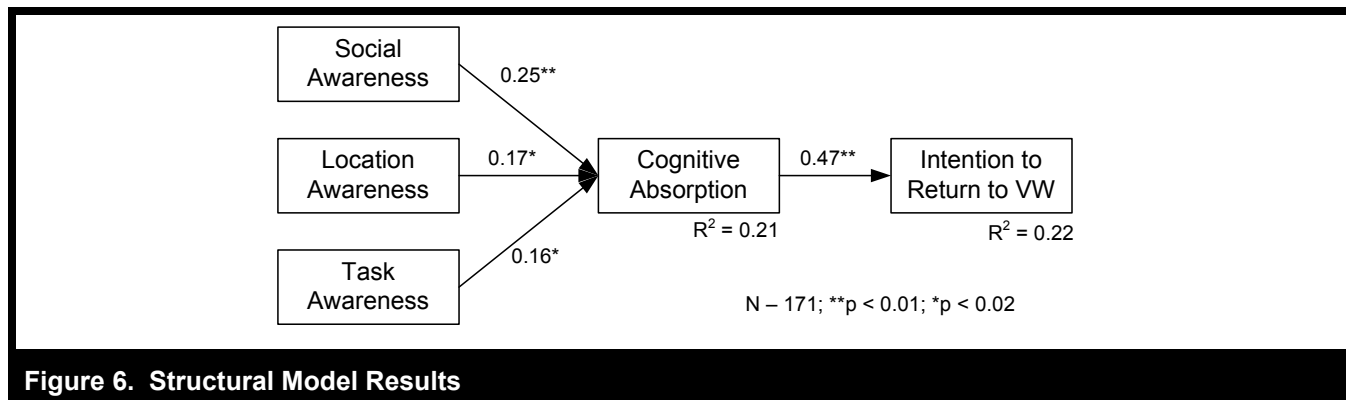 Social
Awareness
0.25**
Location
Awareness
0.17*
Cognitive
Absorption
0.47**
Intention to
Return to VW
R² = 0.21
R² = 0.22
0.16*
Task
Awareness
N – 171; **p < 0.01; *p < 0.02
Figure 6. Structural Model Results